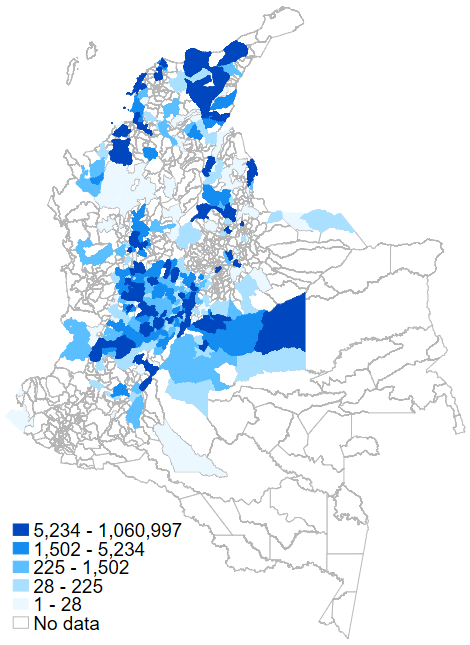 5,234 - 1,060,997
1,502 - 5,234
225 - 1,502
28 - 225
1 - 28
No data